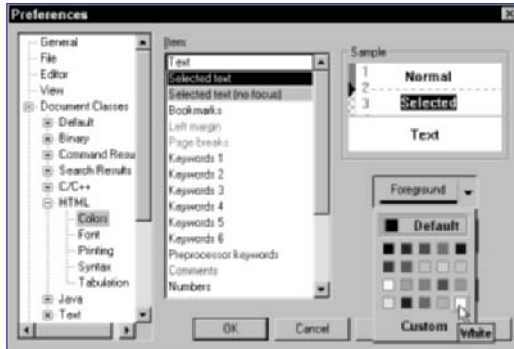 Preferences
General
File
Editor
View
Document Classes
Default
Binary
Command Resu
Search Results
C/C++
HTML
Colors
Font
Printing
Syntax
Tabulation
Java
Text
Item:
Text
Selected text
Selected text (no focus)
Bookmarks
Left margin
Page breaks
Keywords 1
Keywords 2
Keywords 3
Keywords 4
Keywords 5
Keywords 6
Preprocessor keywords
Comments
Numbers
Sample
1
Normal
2
3
Selected
Text
Foreground
Default
Custom
White
OK
Cancel